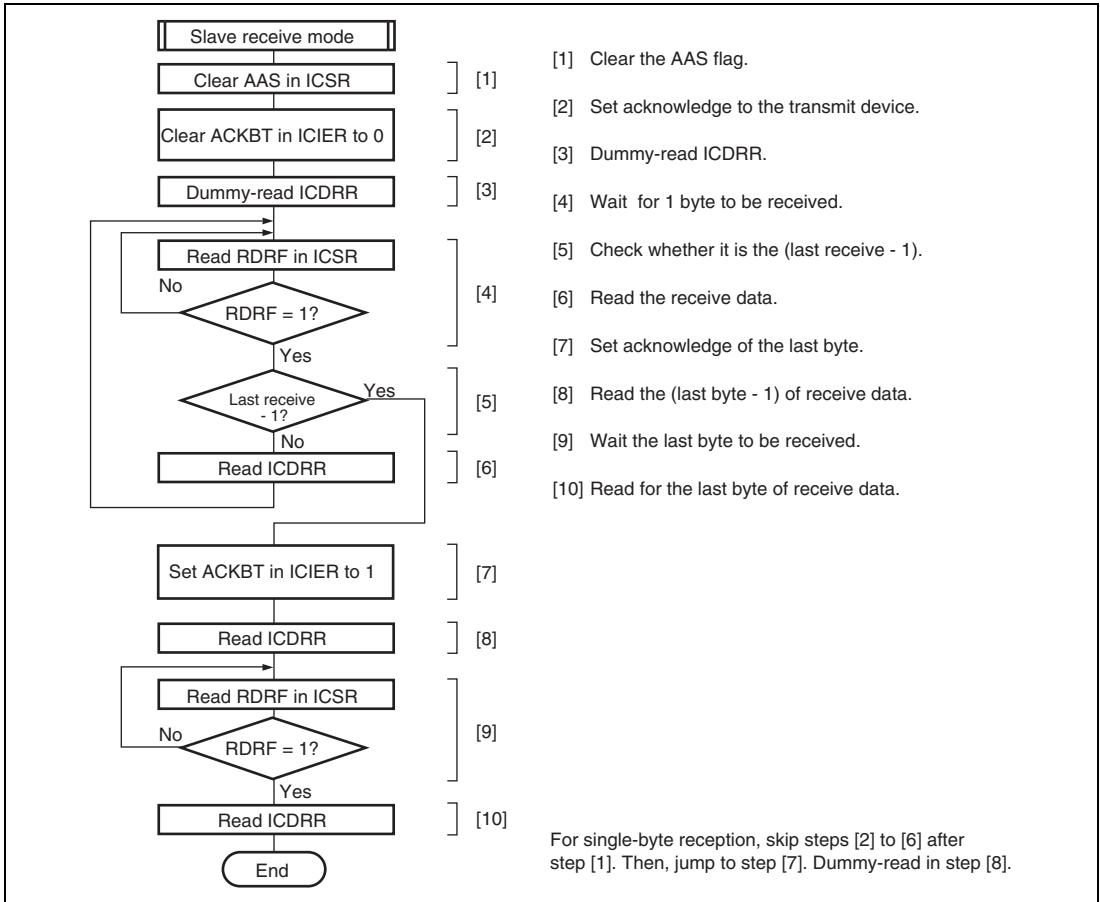 Slave receive mode
Clear AAS in ICSR
[1]
Clear ACKBT in ICIER to 0
[2]
Dummy-read ICDRR
[3]
Read RDRF in ICSR
No
RDRF = 1?
[4]
Yes
Last receive
- 1?
Yes
[5]
No
Read ICDRR
[6]
Set ACKBT in ICIER to 1
[7]
Read ICDRR
[8]
Read RDRF in ICSR
No
RDRF = 1?
[9]
Yes
Read ICDRR
[10]
End
[1] Clear the AAS flag.
[2] Set acknowledge to the transmit device.
[3] Dummy-read ICDRR.
[4] Wait for 1 byte to be received.
[5] Check whether it is the (last receive - 1).
[6] Read the receive data.
[7] Set acknowledge of the last byte.
[8] Read the (last byte - 1) of receive data.
[9] Wait the last byte to be received.
[10] Read for the last byte of receive data.
For single-byte reception, skip steps [2] to [6] after
step [1]. Then, jump to step [7]. Dummy-read in step [8].